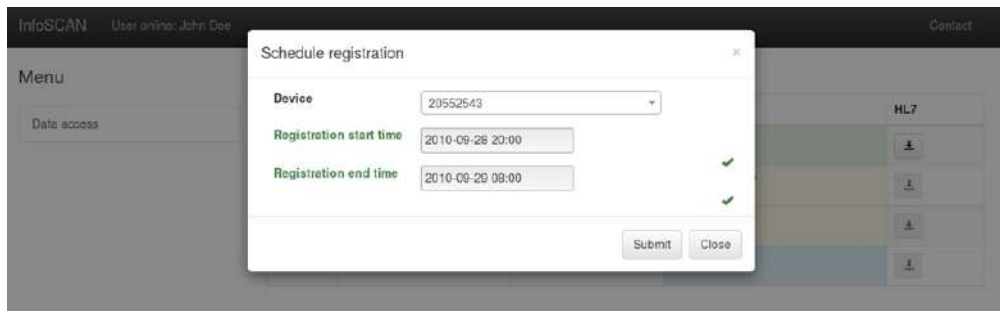 InfoSCAN User online: John Doe Contact
Schedule registration ×
Menu
Device 20552543
Data access
HL7
Registration start time 2010-09-28 20:00
Registration end time 2010-09-29 08:00
Submit Close